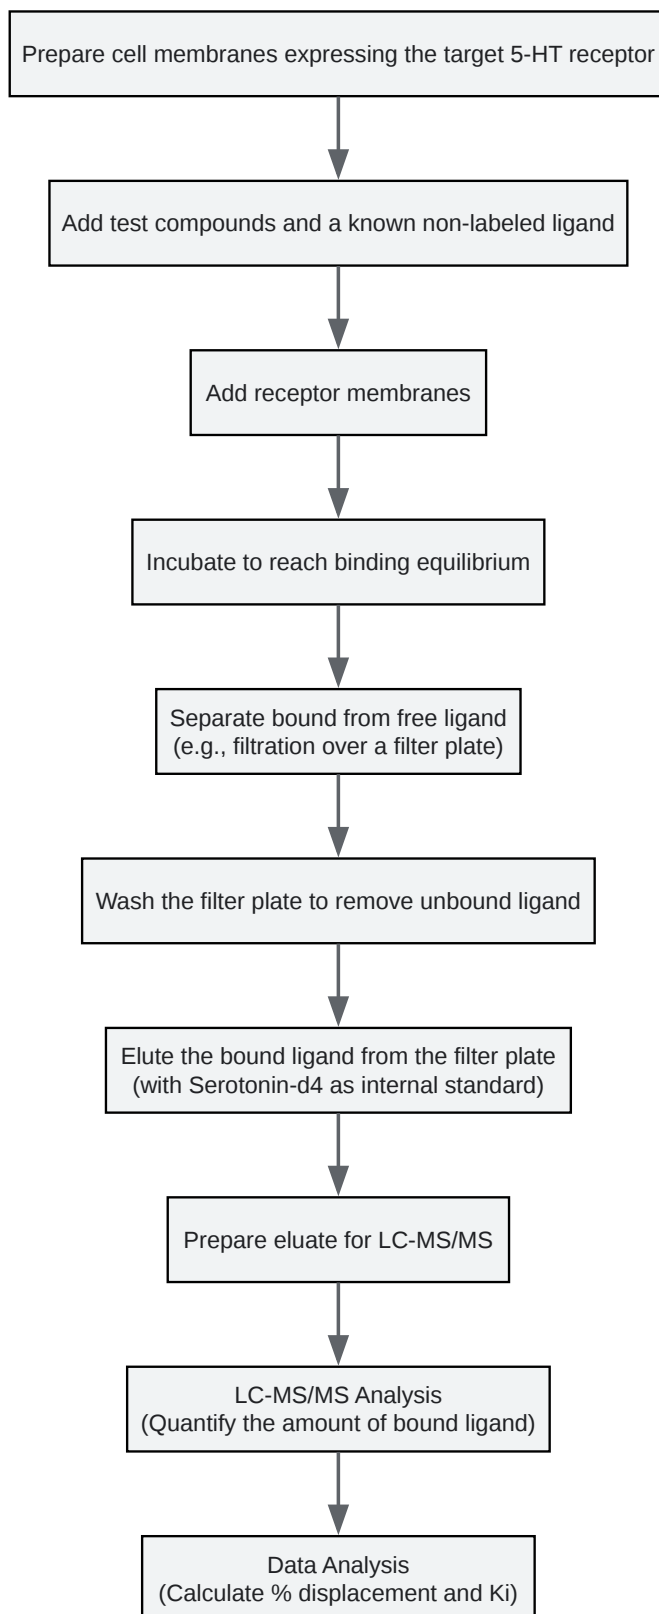 Prepare cell membranes expressing the target 5-HT receptor
Add test compounds and a known non-labeled ligand
Add receptor membranes
Incubate to reach binding equilibrium
Separate bound from free ligand
(e.g., filtration over a filter plate)
Wash the filter plate to remove unbound ligand
Elute the bound ligand from the filter plate
(with Serotonin-d4 as internal standard)
Prepare eluate for LC-MS/MS
LC-MS/MS Analysis
(Quantify the amount of bound ligand)
Data Analysis
(Calculate % displacement and Ki)